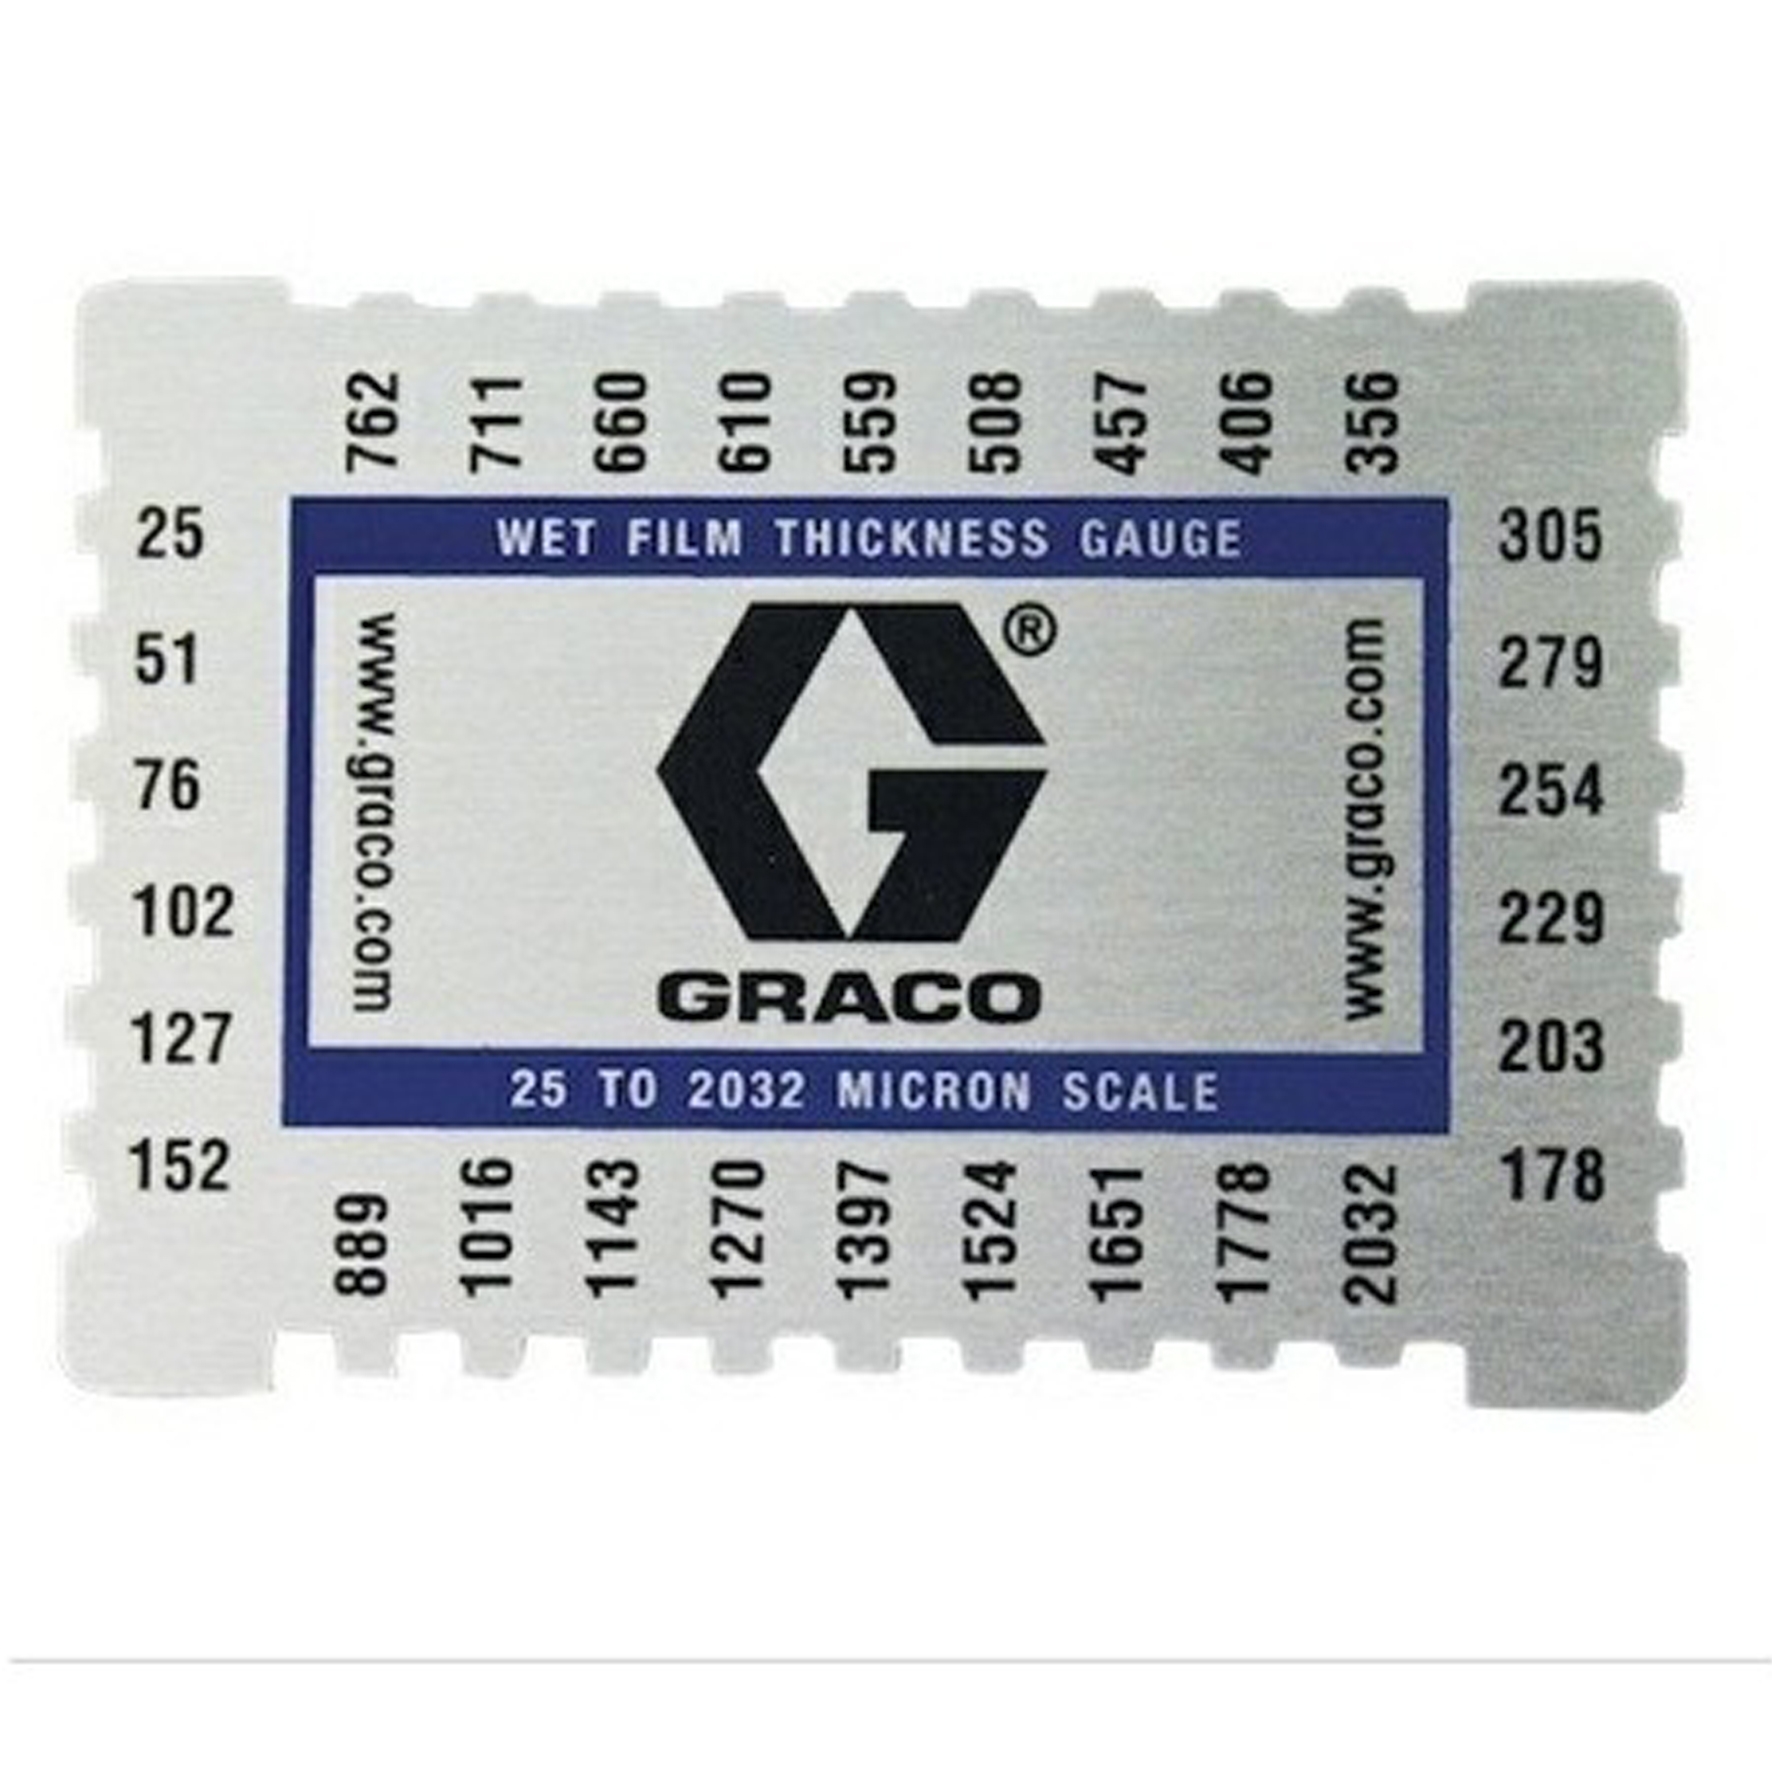 762 711 660 610 559 508 457 406 356
WET FILM THICKNESS GAUGE
25
51
76
102
127
152
www.graco.com
®
GRACO
www.graco.com
305
279
254
229
203
178
25 TO 2032 MICRON SCALE
889 1016 1143 1270 1397 1524 1651 1778 2032